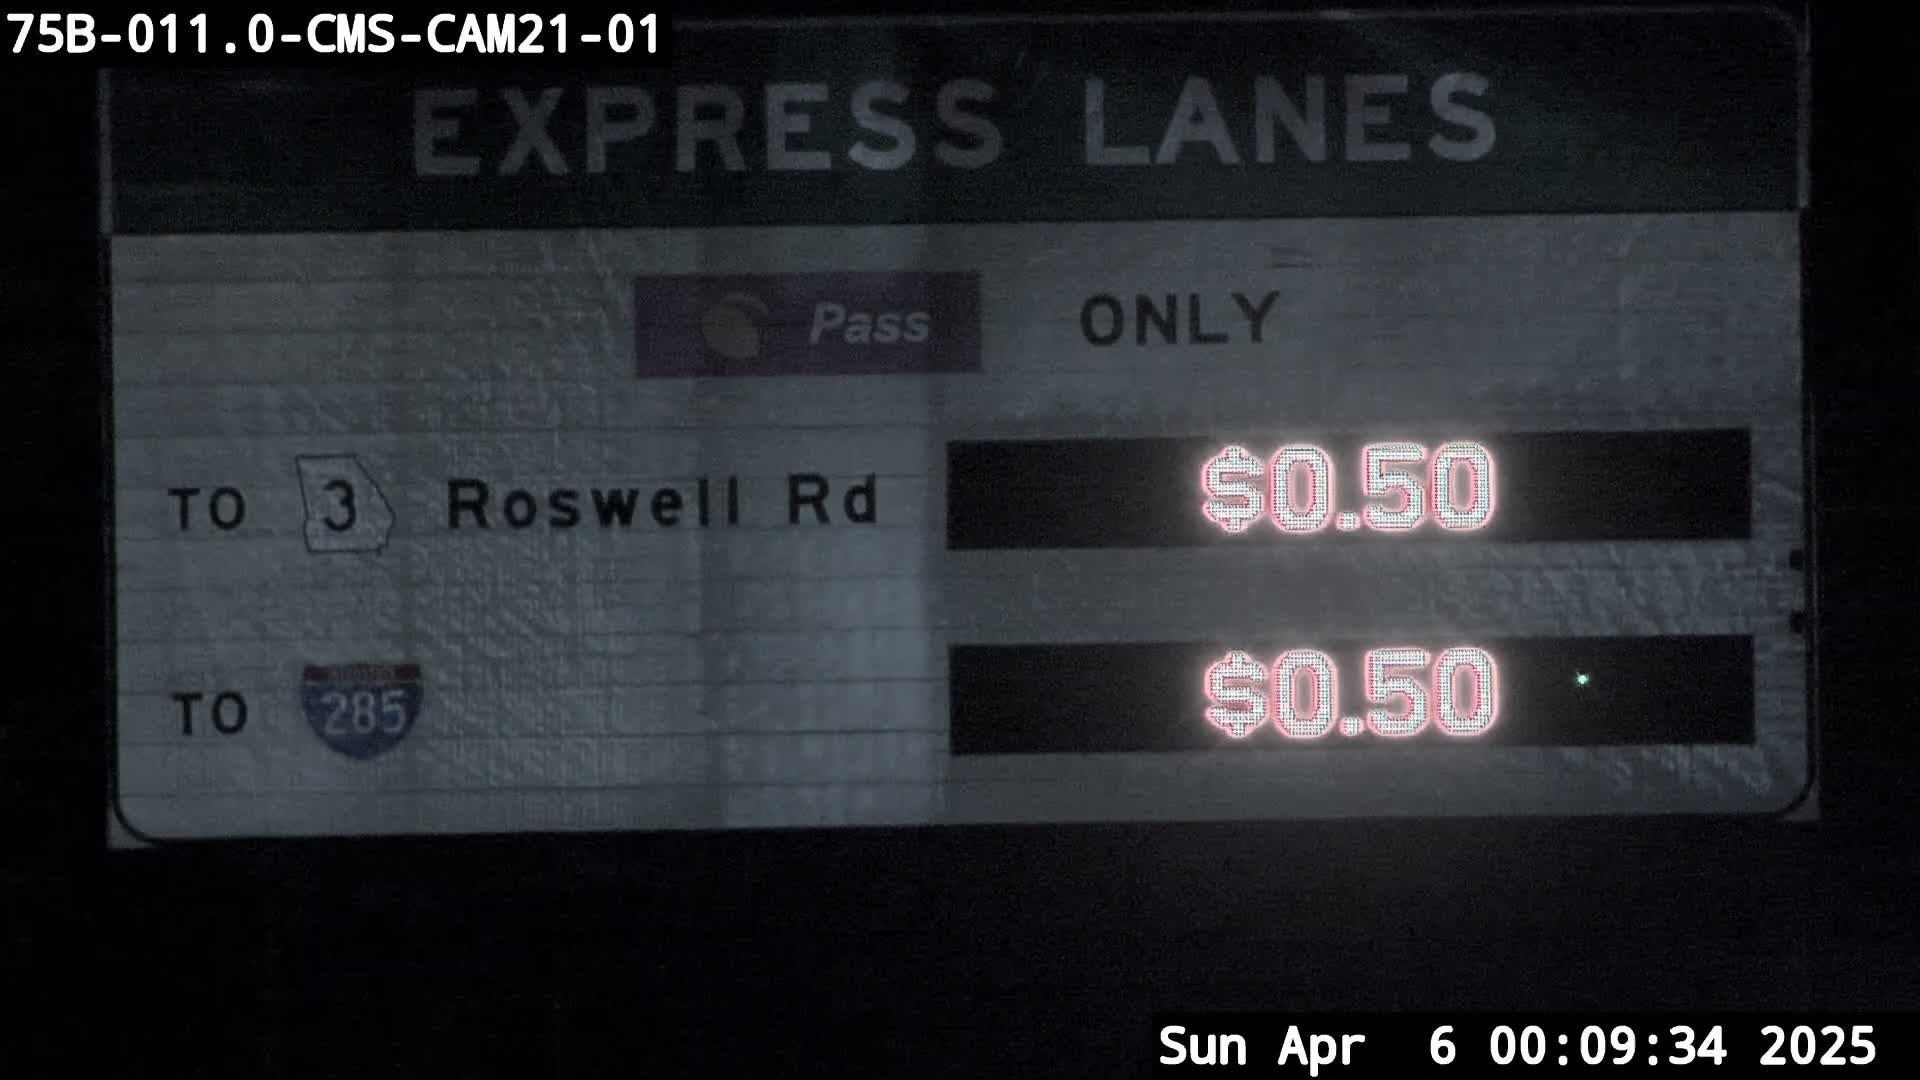 75B-011.0-CMS-CAM21-01
EXPRESS LANES
Pass ONLY
TO 3 Roswell Rd $0.50
TO 285 $0.50
Sun Apr 6 00:09:34 2025